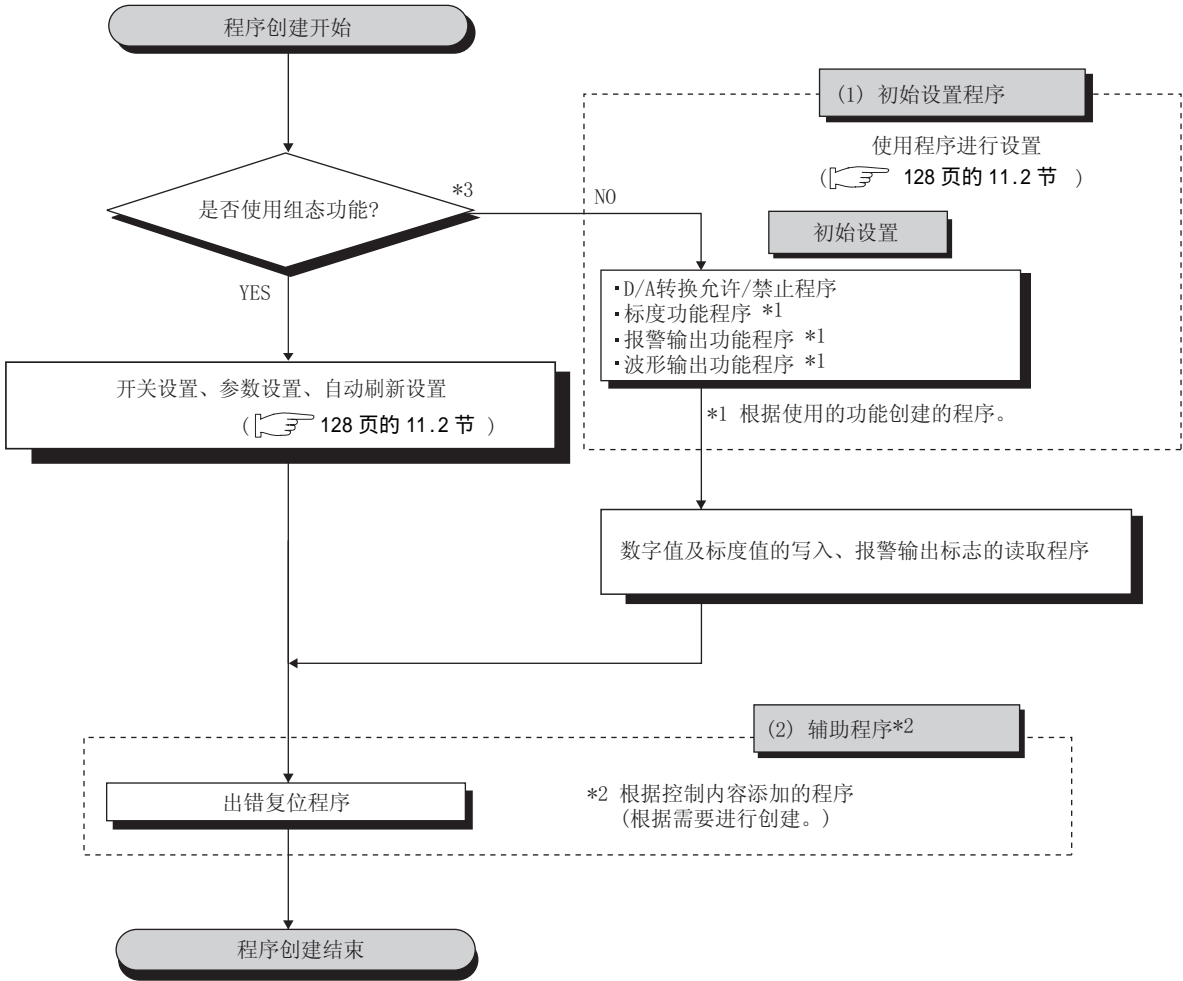 程序创建开始
(1) 初始设置程序
使用程序进行设置
( 128 页的 11.2 节 )
*3
是否使用组态功能?
NO
初始设置
YES
·D/A转换允许/禁止程序
·标度功能程序 *1
·报警输出功能程序 *1
·波形输出功能程序 *1
开关设置、参数设置、自动刷新设置
( 128 页的 11.2 节 )
*1 根据使用的功能创建的程序。
数字值及标度值的写入、报警输出标志的读取程序
(2) 辅助程序*2
出错复位程序
*2 根据控制内容添加的程序
(根据需要进行创建。)
程序创建结束